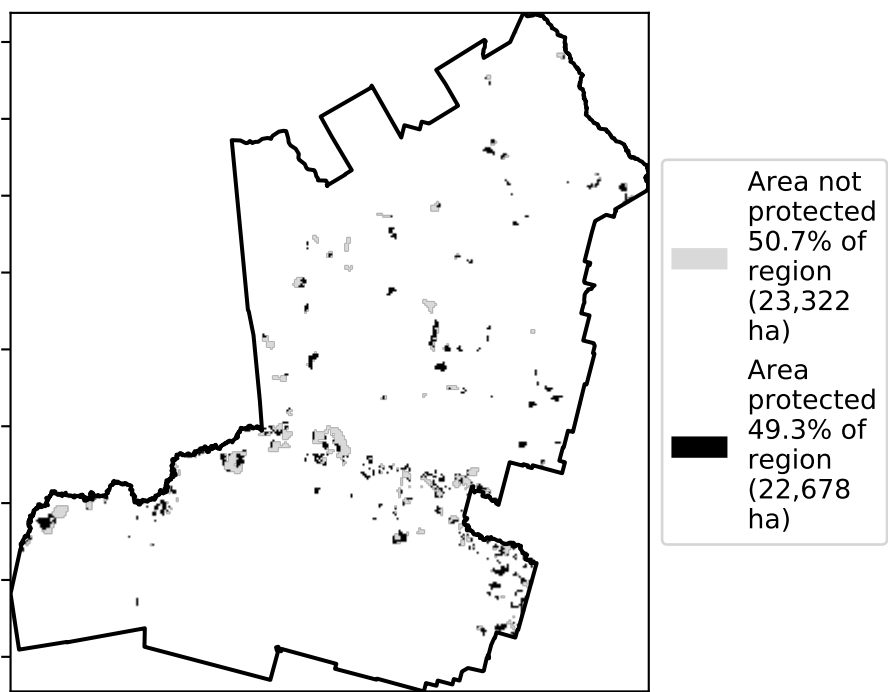 Area not
protected
50.7% of
region
(23,322
ha)
Area
protected
49.3% of
region
(22,678
ha)